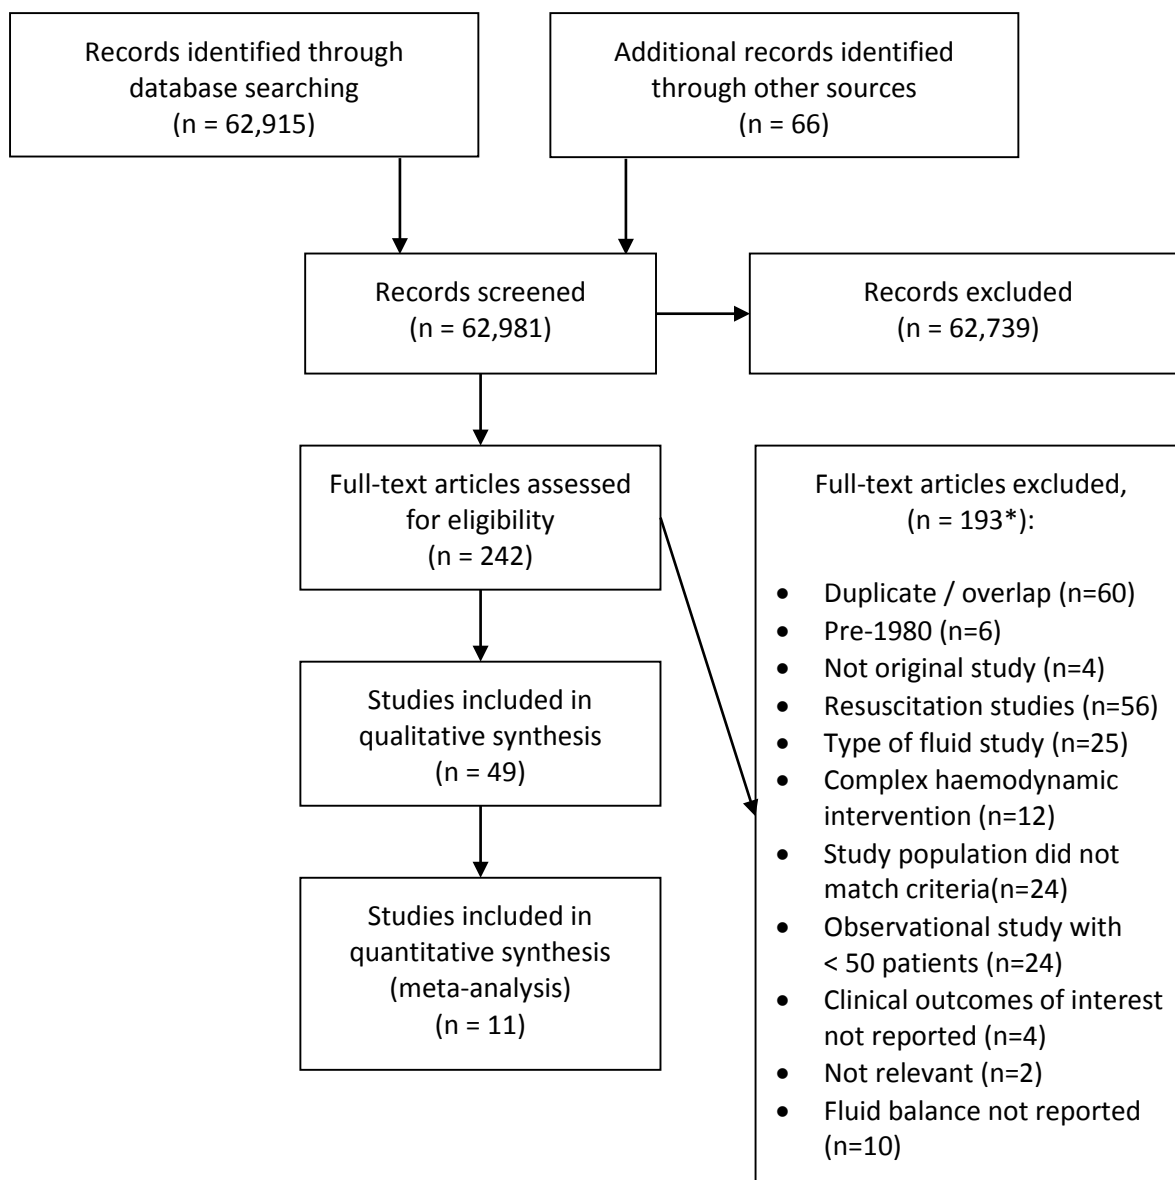 Records identified through
database searching
(n = 62,915)
Additional records identified
through other sources
(n = 66)
Records screened
(n = 62,981)
Records excluded
(n = 62,739)
Full-text articles assessed
for eligibility
(n = 242)
Full-text articles excluded,
(n = 193*):
• Duplicate / overlap (n=60)
• Pre-1980 (n=6)
• Not original study (n=4)
• Resuscitation studies (n=56)
• Type of fluid study (n=25)
• Complex haemodynamic
intervention (n=12)
• Study population did not
match criteria(n=24)
• Observational study with
< 50 patients (n=24)
• Clinical outcomes of interest
not reported (n=4)
• Not relevant (n=2)
• Fluid balance not reported
(n=10)
Studies included in
qualitative synthesis
(n = 49)
Studies included in
quantitative synthesis
(meta-analysis)
(n = 11)